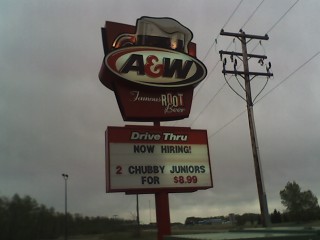 A&W
Famous
ROOT
Beer
Drive Thru
NOW HIRING!
2 CHUBBY JUNIORS
FOR $8.99